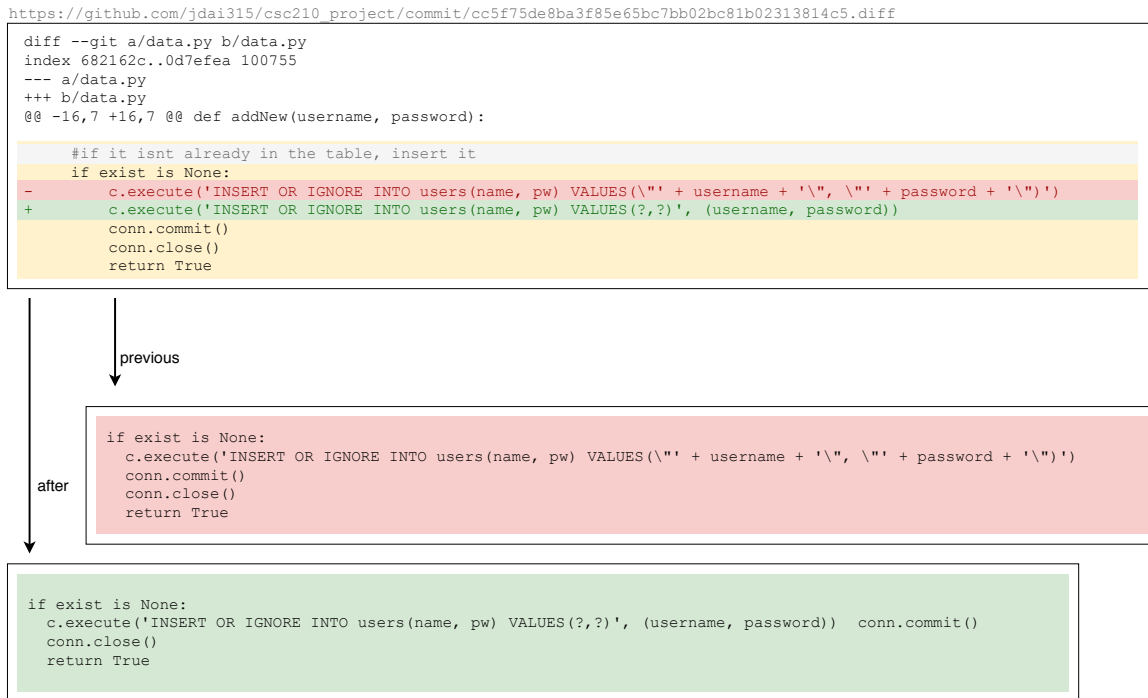 https://github.com/jdai315/csc210_project/commit/cc5f75de8ba3f85e65bc7bb02bc81b02313814c5.diff
diff --git a/data.py b/data.py
index 682162c..0d7efea 100755
--- a/data.py
+++ b/data.py
@@ -16,7 +16,7 @@ def addNew(username, password):
#if it isnt already in the table, insert it
if exist is None:
-        c.execute('INSERT OR IGNORE INTO users(name, pw) VALUES(\"' + username + '\", \"' + password + '\")')
+        c.execute('INSERT OR IGNORE INTO users(name, pw) VALUES(?,?)', (username, password))
conn.commit()
conn.close()
return True
previous
if exist is None:
c.execute('INSERT OR IGNORE INTO users(name, pw) VALUES(\"' + username + '\", \"' + password + '\")')
conn.commit()
conn.close()
return True
after
if exist is None:
c.execute('INSERT OR IGNORE INTO users(name, pw) VALUES(?,?)', (username, password))  conn.commit()
conn.close()
return True